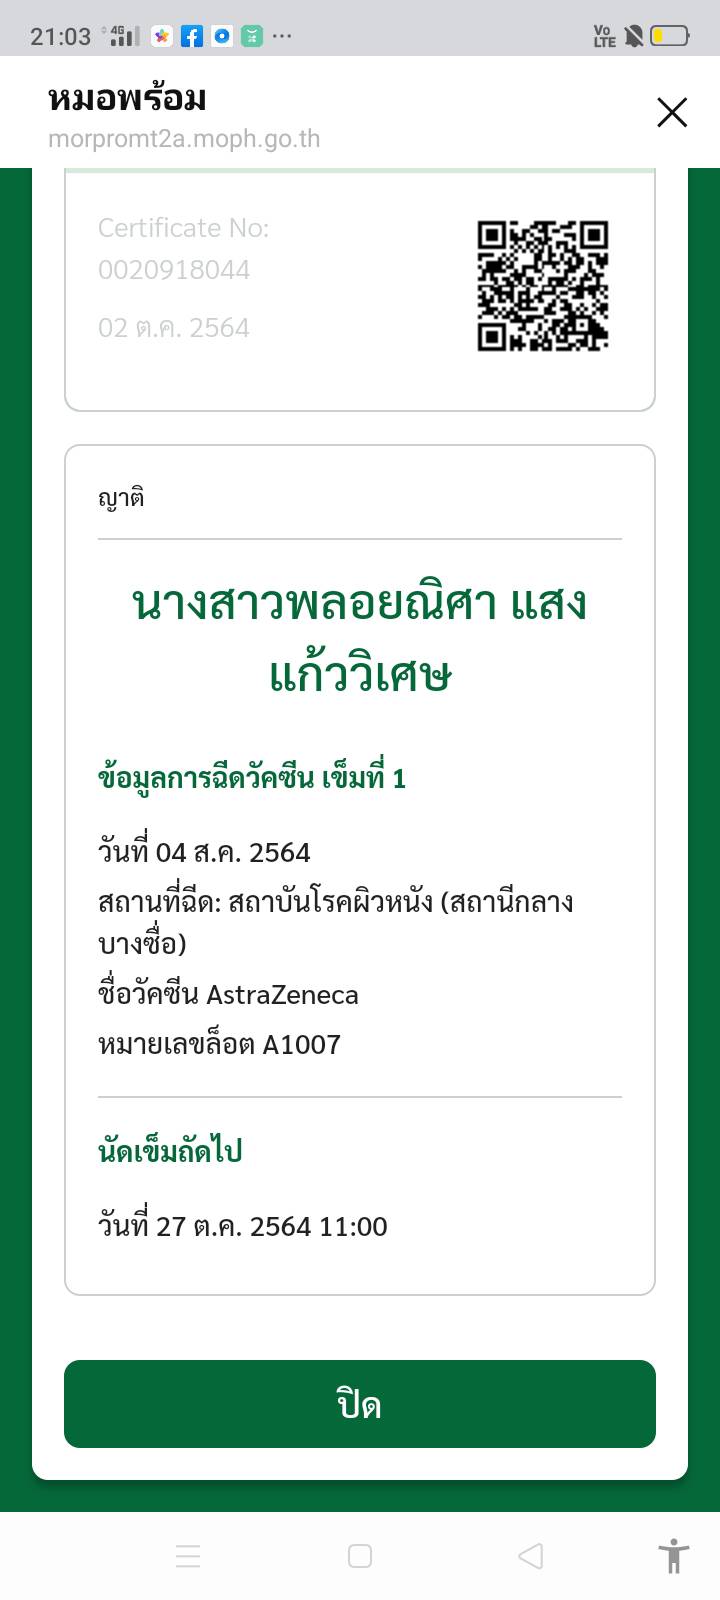 21:03
4G
Vo
LTE
หมอพร้อม
morpromt2a.moph.go.th
Certificate No:
0020918044
02 ต.ค. 2564
ญาติ
นางสาวพลอยณิศา แสง
แก้ววิเศษ
ข้อมูลการฉีดวัคซีน เข็มที่ 1
วันที่ 04 ส.ค. 2564
สถานที่ฉีด: สถาบันโรคผิวหนัง (สถานีกลาง
บางซื่อ)
ชื่อวัคซีน AstraZeneca
หมายเลขล็อต A1007
นัดเข็มถัดไป
วันที่ 27 ต.ค. 2564 11:00
ปิด